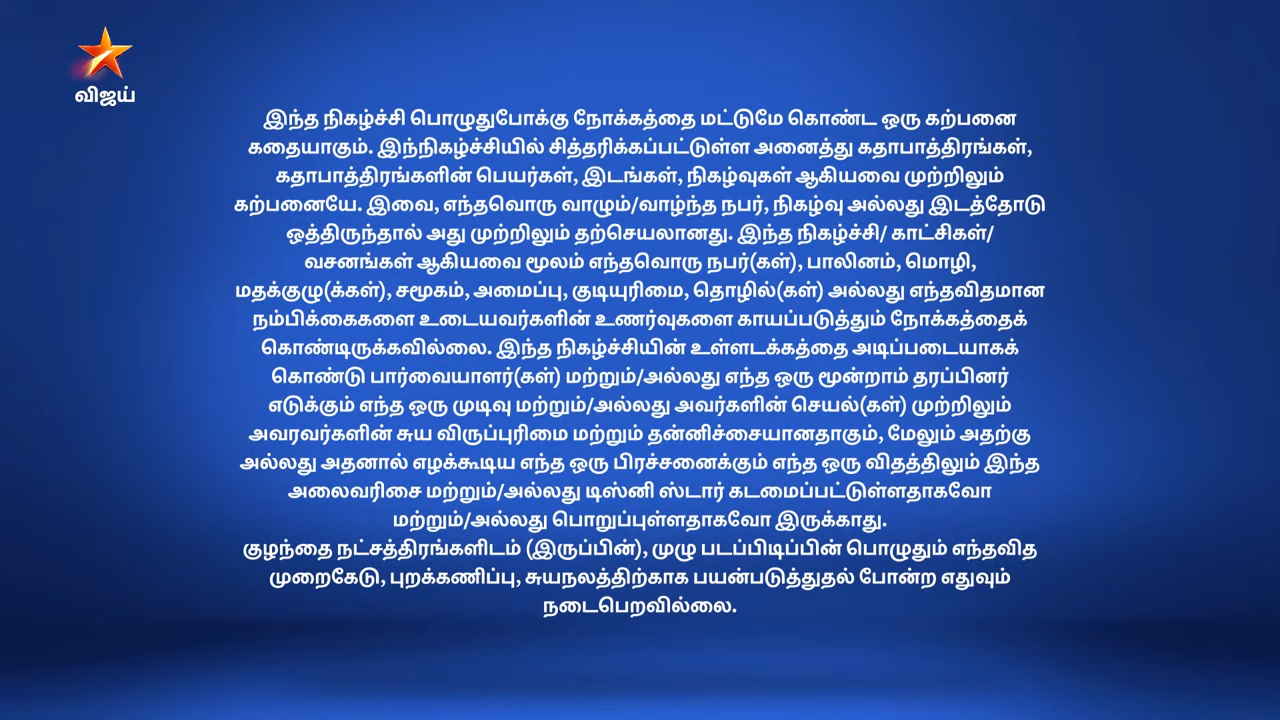 விஜய்
இந்த நிகழ்ச்சி பொழுதுபோக்கு நோக்கத்தை மட்டுமே கொண்ட ஒரு கற்பனை
கதையாகும். இந்நிகழ்ச்சியில் சித்தரிக்கப்பட்டுள்ள அனைத்து கதாபாத்திரங்கள்,
கதாபாத்திரங்களின் பெயர்கள், இடங்கள், நிகழ்வுகள் ஆகியவை முற்றிலும்
கற்பனையே. இவை, எந்தவொரு வாழும்/வாழ்ந்த நபர், நிகழ்வு அல்லது இடத்தோடு
ஒத்திருந்தால் அது முற்றிலும் தற்செயலானது. இந்த நிகழ்ச்சி/ காட்சிகள்/
வசனங்கள் ஆகியவை மூலம் எந்தவொரு நபர்(கள்), பாலினம், மொழி,
மதக்குழு(க்கள்), சமூகம், அமைப்பு, குடியுரிமை, தொழில்(கள்) அல்லது எந்தவிதமான
நம்பிக்கைகளை உடையவர்களின் உணர்வுகளை காயப்படுத்தும் நோக்கத்தைக்
கொண்டிருக்கவில்லை. இந்த நிகழ்ச்சியின் உள்ளடக்கத்தை அடிப்படையாகக்
கொண்டு பார்வையாளர்(கள்) மற்றும்/அல்லது எந்த ஒரு மூன்றாம் தரப்பினர்
எடுக்கும் எந்த ஒரு முடிவு மற்றும்/அல்லது அவர்களின் செயல்(கள்) முற்றிலும்
அவரவர்களின் சுய விருப்புரிமை மற்றும் தன்னிச்சையானதாகும், மேலும் அதற்கு
அல்லது அதனால் எழக்கூடிய எந்த ஒரு பிரச்சனைக்கும் எந்த ஒரு விதத்திலும் இந்த
அலைவரிசை மற்றும்/அல்லது டிஸ்னி ஸ்டார் கடமைப்பட்டுள்ளதாகவோ
மற்றும்/அல்லது பொறுப்புள்ளதாகவோ இருக்காது.
குழந்தை நட்சத்திரங்களிடம் (இருப்பின்), முழு படப்பிடிப்பின் பொழுதும் எந்தவித
முறைகேடு, புறக்கணிப்பு, சுயநலத்திற்காக பயன்படுத்துதல் போன்ற எதுவும்
நடைபெறவில்லை.